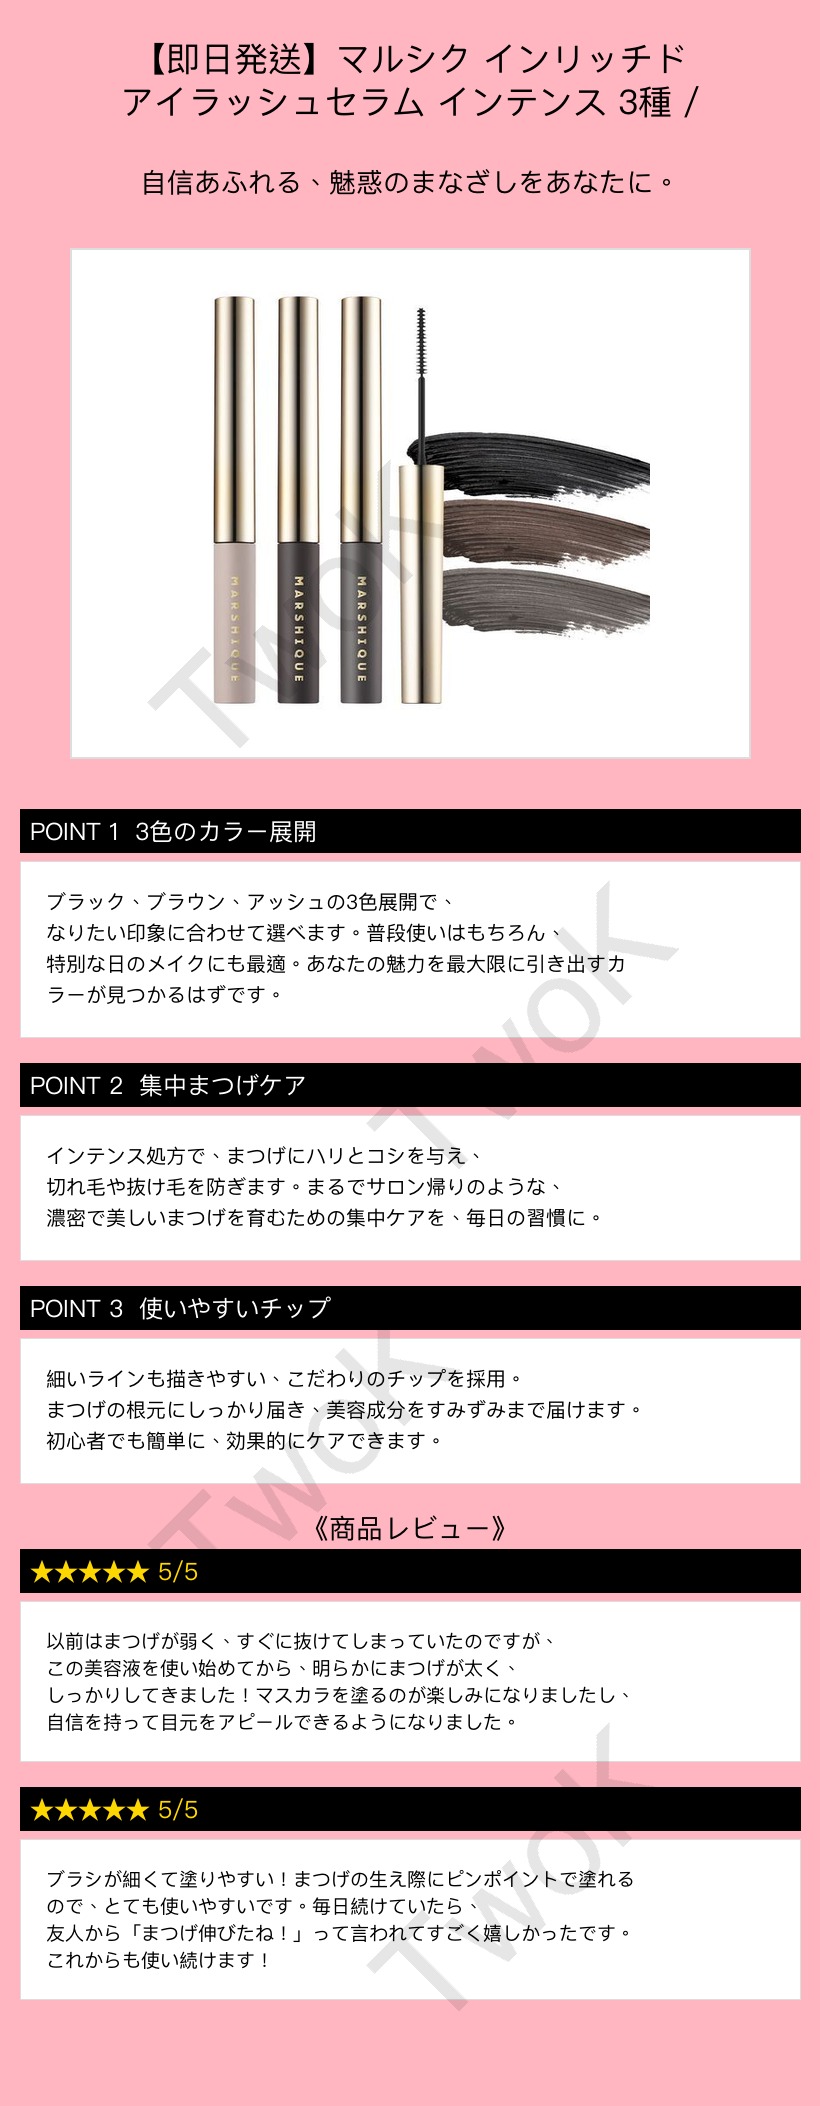 【即日発送】マルシク インリッチド
アイラッシュセラム インテンス 3種 /
自信あふれる、魅惑のまなざしをあなたに。
MARSHIQUE
MARSHIQUE
MARSHIQUE
TwoK
POINT 1 3色のカラー展開
ブラック、ブラウン、アッシュの3色展開で、
なりたい印象に合わせて選べます。普段使いはもちろん、
特別な日のメイクにも最適。あなたの魅力を最大限に引き出すカ
ラーが見つかるはずです。
TwoK
POINT 2 集中まつげケア
インテンス処方で、まつげにハリとコシを与え、
切れ毛や抜け毛を防ぎます。まるでサロン帰りのような、
濃密で美しいまつげを育むための集中ケアを、毎日の習慣に。
POINT 3 使いやすいチップ
細いラインも描きやすい、こだわりのチップを採用。
まつげの根元にしっかり届き、美容成分をすみずみまで届けます。
初心者でも簡単に、効果的にケアできます。
TwoK
《商品レビュー》
★★★★★ 5/5
以前はまつげが弱く、すぐに抜けてしまっていたのですが、
この美容液を使い始めてから、明らかにまつげが太く、
しっかりしてきました！マスカラを塗るのが楽しみになりましたし、
自信を持って目元をアピールできるようになりました。
★★★★★ 5/5
ブラシが細くて塗りやすい！まつげの生え際にピンポイントで塗れる
ので、とても使いやすいです。毎日続けていたら、
友人から「まつげ伸びたね！」って言われてすごく嬉しかったです。
これからも使い続けます！
TwoK